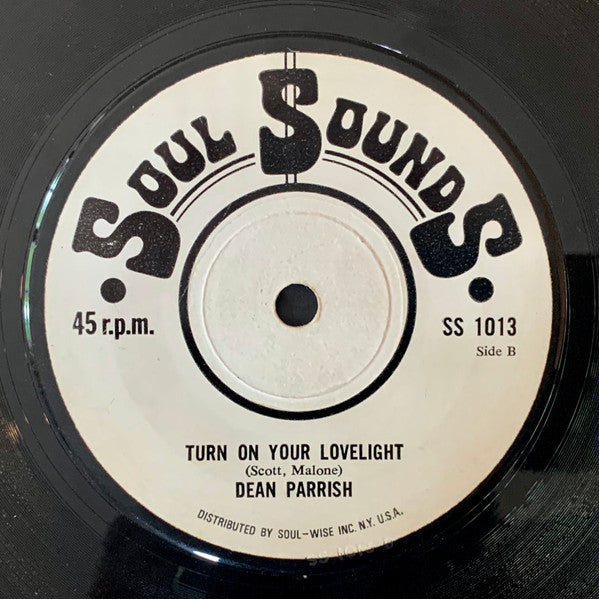 SOUL SOUNDS
45 r.p.m.
SS 1013
Side B
TURN ON YOUR LOVELIGHT
(Scott, Malone)
DEAN PARRISH
DISTRIBUTED BY SOUL-WISE INC. N.Y. U.S.A.